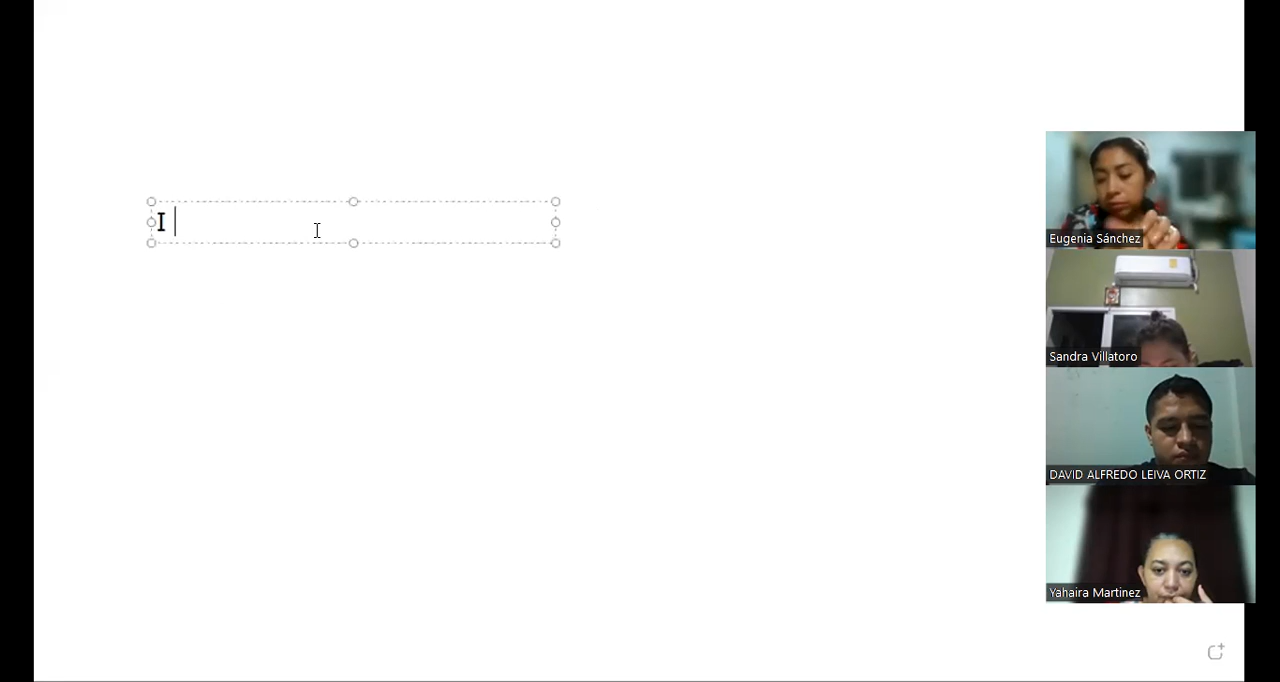 I
Eugenia Sánchez
Sandra Villatoro
DAVID ALFREDO LEIVA ORTIZ
Yahaira Martinez